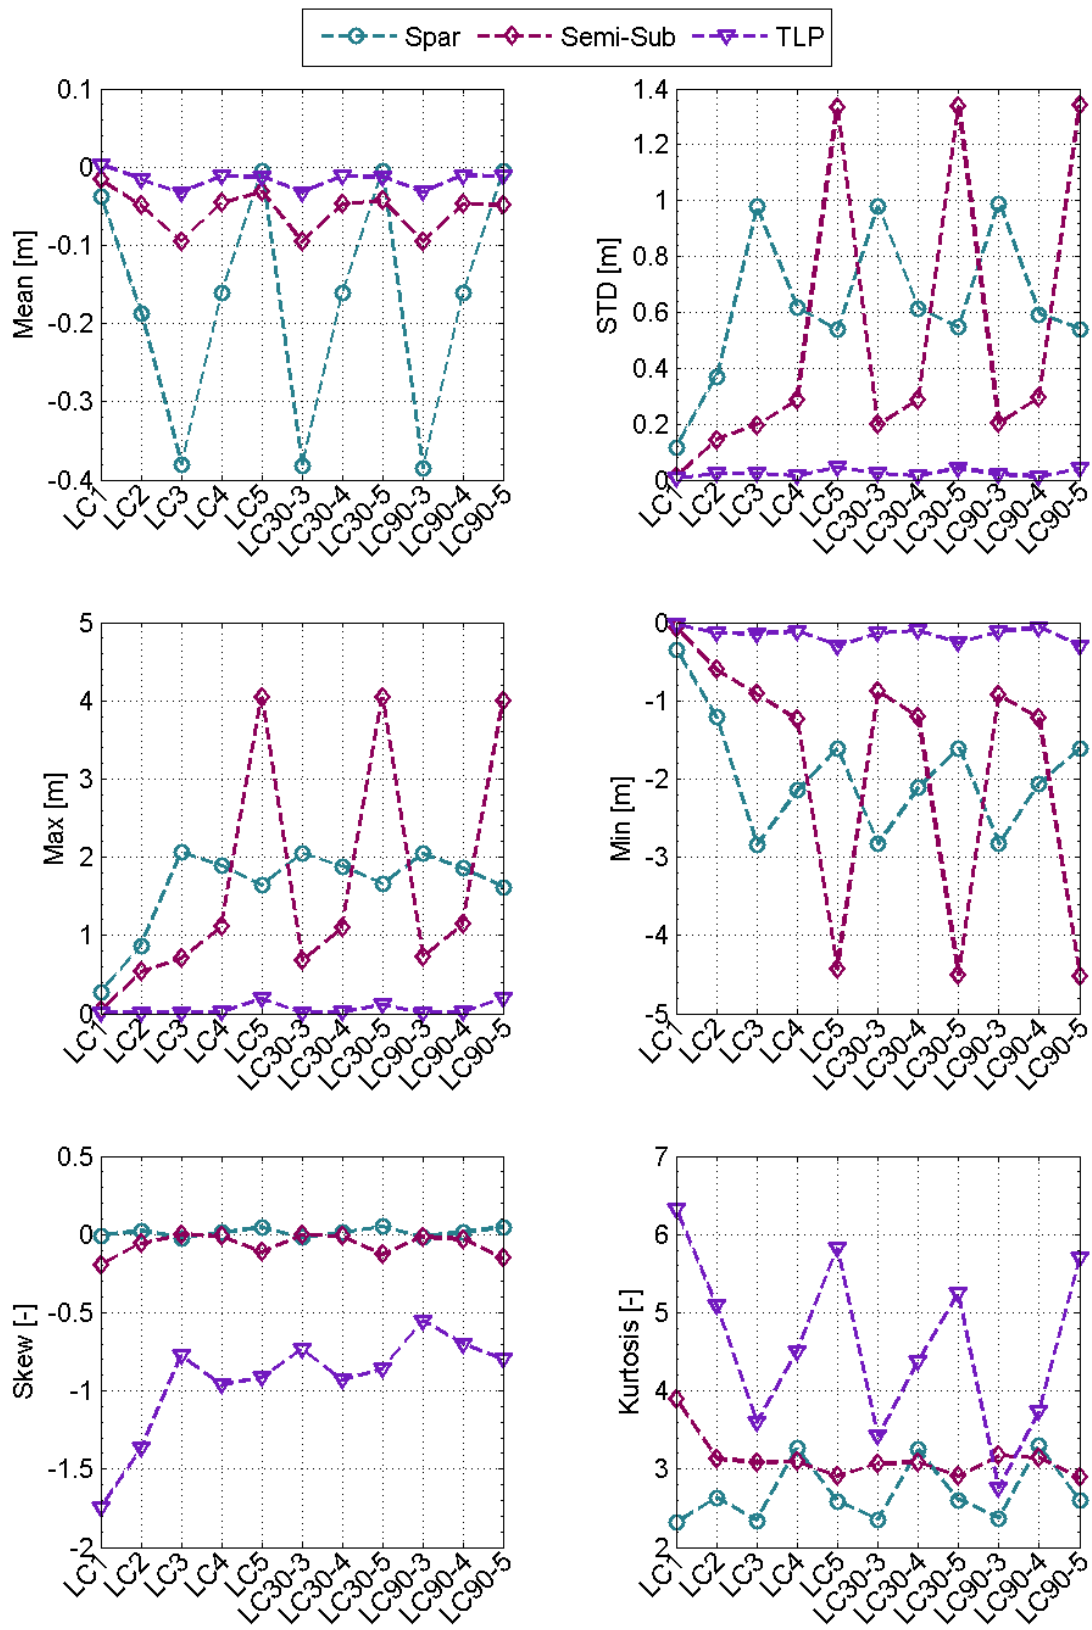 Spar Semi-Sub TLP
0.1
0
-0.1
-0.2
-0.3
-0.4
Mean [m]
LC1 LC2 LC3 LC4 LC5 LC30-3 LC30-4 LC30-5 LC90-3 LC90-4 LC90-5
1.4
1.2
1
0.8
0.6
0.4
0.2
0
STD [m]
LC1 LC2 LC3 LC4 LC5 LC30-3 LC30-4 LC30-5 LC90-3 LC90-4 LC90-5
5
4
3
2
1
0
Max [m]
LC1 LC2 LC3 LC4 LC5 LC30-3 LC30-4 LC30-5 LC90-3 LC90-4 LC90-5
0
-1
-2
-3
-4
-5
Min [m]
LC1 LC2 LC3 LC4 LC5 LC30-3 LC30-4 LC30-5 LC90-3 LC90-4 LC90-5
0.5
0
-0.5
-1
-1.5
-2
Skew [-]
LC1 LC2 LC3 LC4 LC5 LC30-3 LC30-4 LC30-5 LC90-3 LC90-4 LC90-5
7
6
5
4
3
2
Kurtosis [-]
LC1 LC2 LC3 LC4 LC5 LC30-3 LC30-4 LC30-5 LC90-3 LC90-4 LC90-5